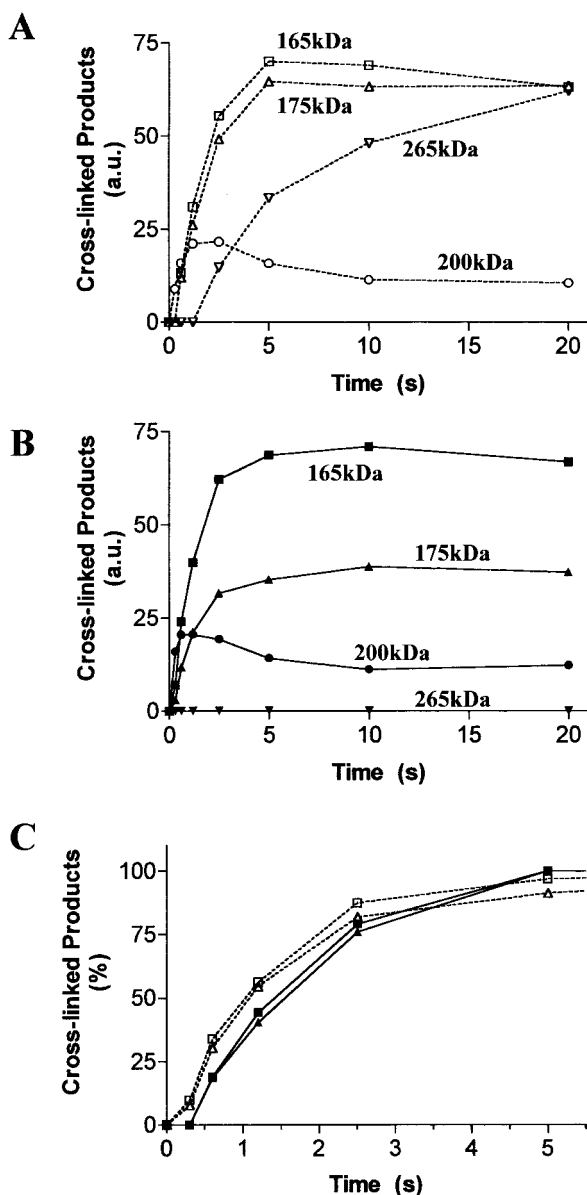 A
75
50
25
0
Cross-linked Products
(a.u.)
165kDa
175kDa
265kDa
200kDa
0 5 10 15 20
Time (s)
B
75
50
25
0
Cross-linked Products
(a.u.)
165kDa
175kDa
200kDa
265kDa
0 5 10 15 20
Time (s)
C
100
75
50
25
0
Cross-linked Products
(%)
0 1 2 3 4 5
Time (s)